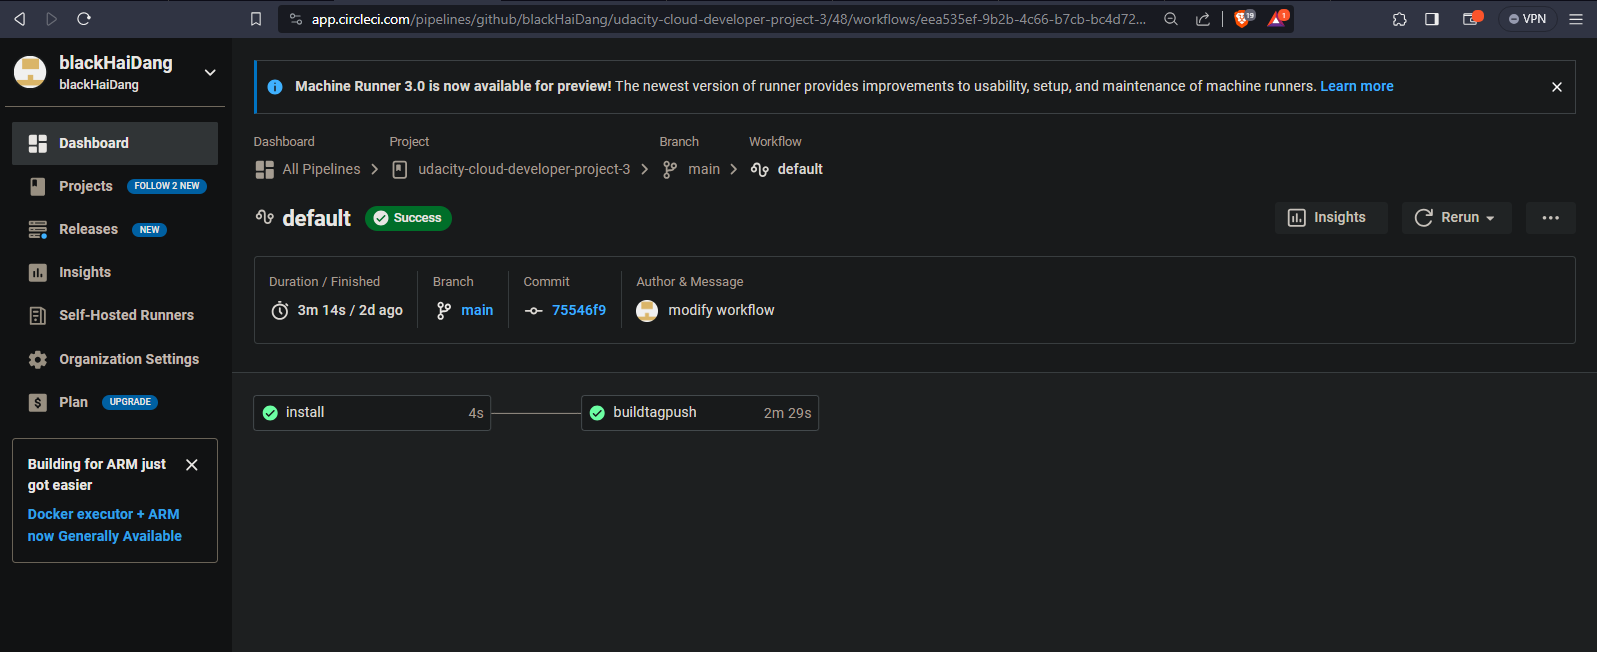 app.circleci.com/pipelines/github/blackHaiDang/udacity-cloud-developer-project-3/48/workflows/eea535ef-9b2b-4c66-b7cb-bc4d72...
19
1
VPN
blackHaiDang
blackHaiDang
Dashboard
Projects FOLLOW 2 NEW
Releases NEW
Insights
Self-Hosted Runners
Organization Settings
Plan UPGRADE
Building for ARM just
got easier
Docker executor + ARM
now Generally Available
Machine Runner 3.0 is now available for preview! The newest version of runner provides improvements to usability, setup, and maintenance of machine runners. Learn more
Dashboard Project Branch Workflow
All Pipelines udacity-cloud-developer-project-3 main default
default Success Insights Rerun
Duration / Finished Branch Commit Author & Message
3m 14s / 2d ago main 75546f9 modify workflow
install 4s buildtagpush 2m 29s